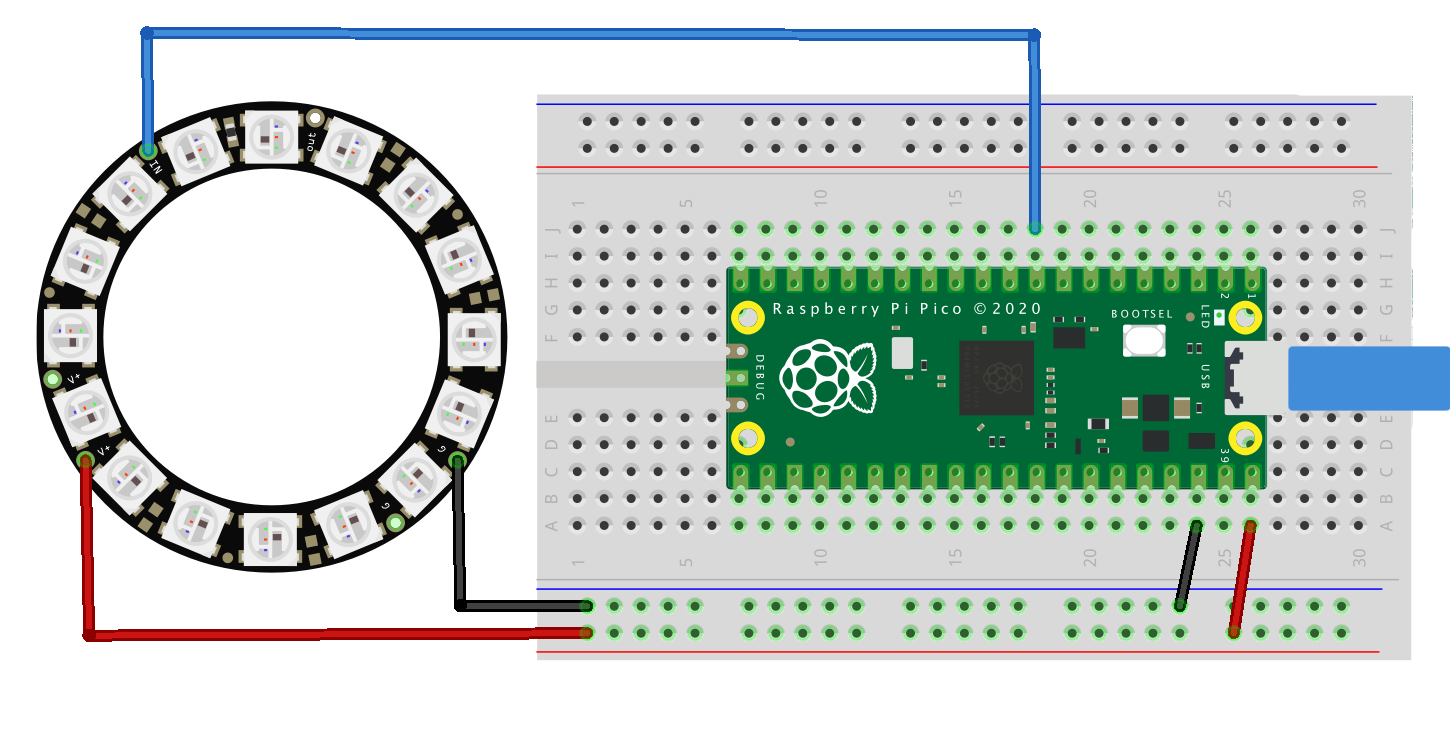 IN
out
V+
V+
G
G
1 5 10 15 20 25 30
J J
I I
H H
G G
F F
Raspberry Pi Pico ©2020
BOOTSEL
LED
2
1
DEBUG
USB
39
E E
D D
C C
B B
A A
1 5 10 15 20 25 30